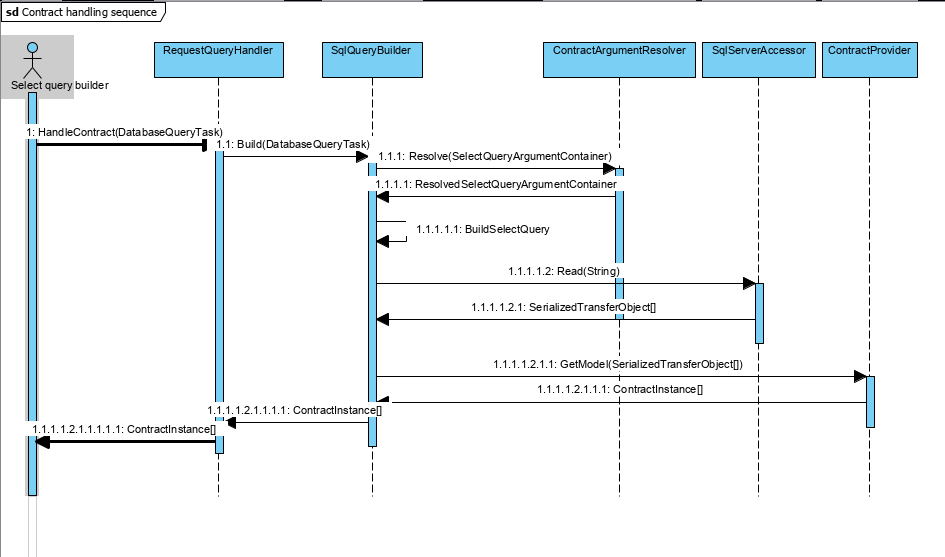 sd Contract handling sequence
RequestQueryHandler
SqlQueryBuilder
ContractArgumentResolver
SqlServerAccessor
ContractProvider
Select query builder
1: HandleContract(DatabaseQueryTask)
1.1: Build(DatabaseQueryTask)
1.1.1: Resolve(SelectQueryArgumentContainer)
1.1.1.1: ResolvedSelectQueryArgumentContainer
1.1.1.1.1: BuildSelectQuery
1.1.1.1.2: Read(String)
1.1.1.1.2.1: SerializedTransferObject[]
1.1.1.1.2.1.1: GetModel(SerializedTransferObject[])
1.1.1.1.2.1.1.1: ContractInstance[]
1.1.1.1.2.1.1.1.1: ContractInstance[]
1.1.1.1.2.1.1.1.1.1: ContractInstance[]